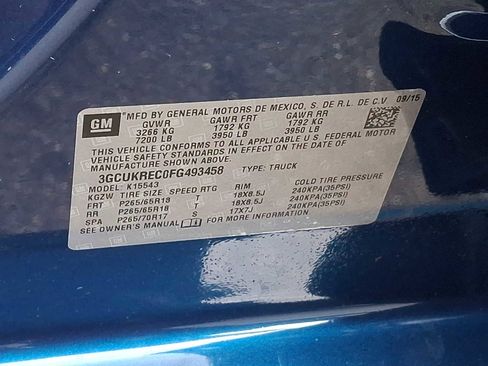 GM
MFD BY GENERAL MOTORS DE MEXICO, S. DE R.L. DE C.V 09/15
GVWR GAWR FRT GAWR RR
3266 KG 1792 KG 1792 KG
7200 LB 3950 LB 3950 LB
THIS VEHICLE CONFORMS TO ALL APPLICABLE U.S. FEDERAL MOTOR
VEHICLE SAFETY STANDARDS IN EFFECT ON THE DATE OF
MANUFACTURE SHOWN ABOVE.
3GCUKREC0FG493458 TYPE: TRUCK
MODEL: K15543
KGZW TIRE SIZE SPEED RTG RIM COLD TIRE PRESSURE
FRT P265/65R18 T 18X8.5J 240KPA(35PSI)
RR P265/65R18 T 18X8.5J 240KPA(35PSI)
SPA P265/70R17 S 17X7J 240KPA(35PSI)
SEE OWNER'S MANUAL FOR MORE INFORMATION